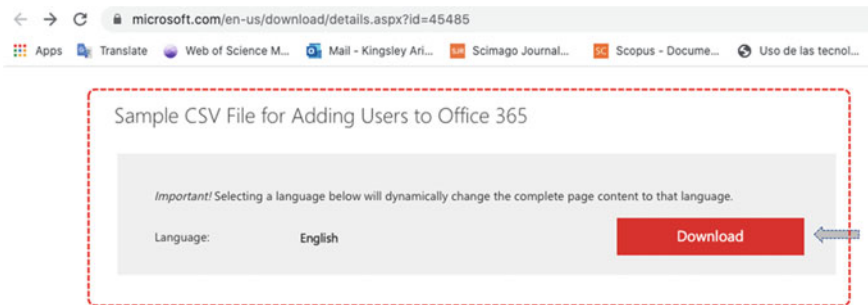 microsoft.com/en-us/download/details.aspx?id=45485
Apps Translate Web of Science M... Mail - Kingsley Ari... SJR Scimago Journal... SC Scopus - Docume... Uso de las tecnol...
Sample CSV File for Adding Users to Office 365
Important! Selecting a language below will dynamically change the complete page content to that language.
Language: English Download